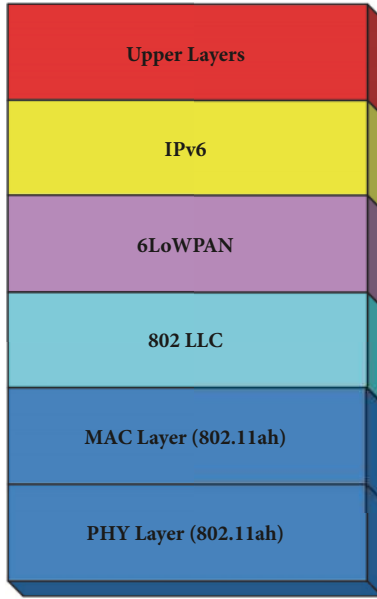 Upper Layers
IPv6
6LoWPAN
802 LLC
MAC Layer (802.11ah)
PHY Layer (802.11ah)